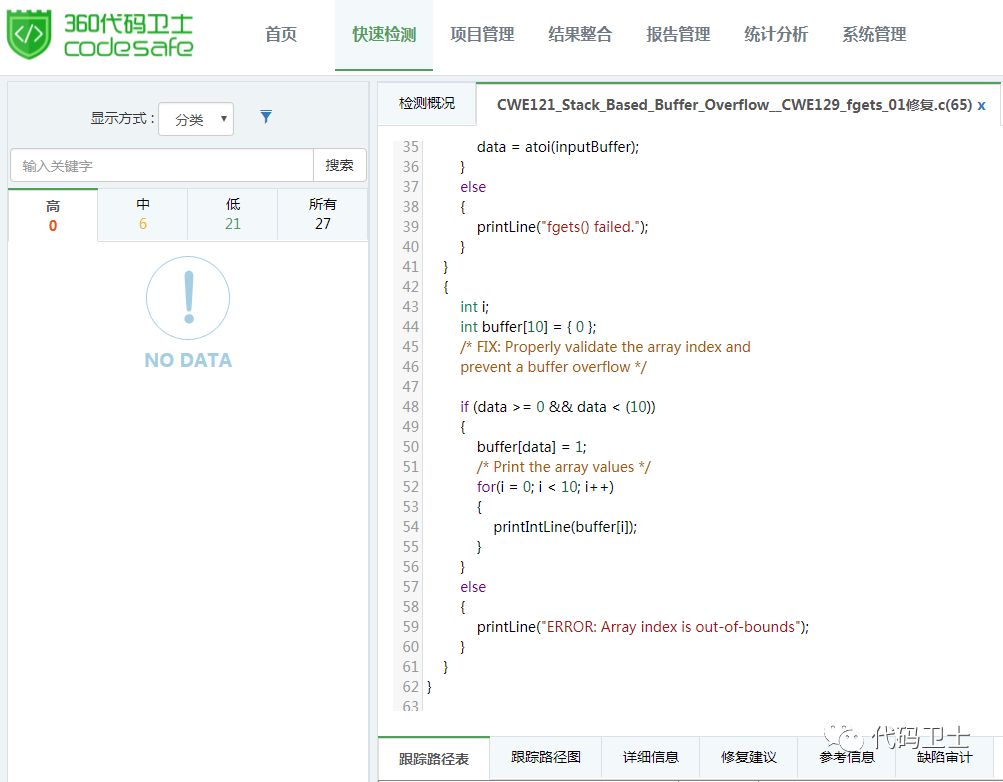 360代码卫士
codesafe
首页
快速检测
项目管理
结果整合
报告管理
统计分析
系统管理
显示方式 :
分类
输入关键字
搜索
高
0
中
6
低
21
所有
27
NO DATA
检测概况
CWE121_Stack_Based_Buffer_Overflow__CWE129_fgets_01修复.c(65) x
35 data = atoi(inputBuffer);
36 }
37 else
38 {
39 printLine("fgets() failed.");
40 }
41 }
42 {
43 int i;
44 int buffer[10] = { 0 };
45 /* FIX: Properly validate the array index and
46 prevent a buffer overflow */
47
48 if (data >= 0 && data < (10))
49 {
50 buffer[data] = 1;
51 /* Print the array values */
52 for(i = 0; i < 10; i++)
53 {
54 printIntLine(buffer[i]);
55 }
56 }
57 else
58 {
59 printLine("ERROR: Array index is out-of-bounds");
60 }
61 }
62 }
63
跟踪路径表
跟踪路径图
详细信息
修复建议
参考信息
缺陷审计
代码卫士